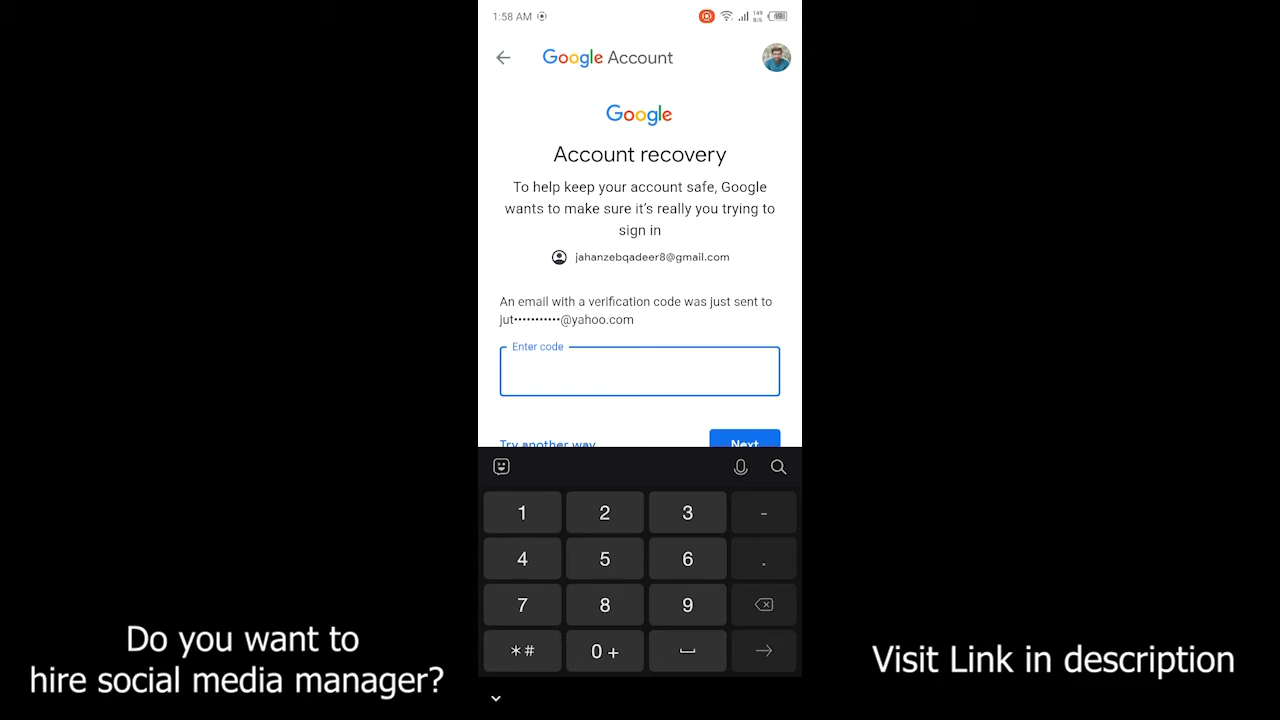 1:58 AM
Google Account
Google
Account recovery
To help keep your account safe, Google
wants to make sure it's really you trying to
sign in
jahanzebqadeer8@gmail.com
An email with a verification code was just sent to
jut•••••••••••@yahoo.com
Enter code
Try another way
Next
1 2 3 -
4 5 6 .
7 8 9
*# 0 +
Do you want to
hire social media manager?
Visit Link in description